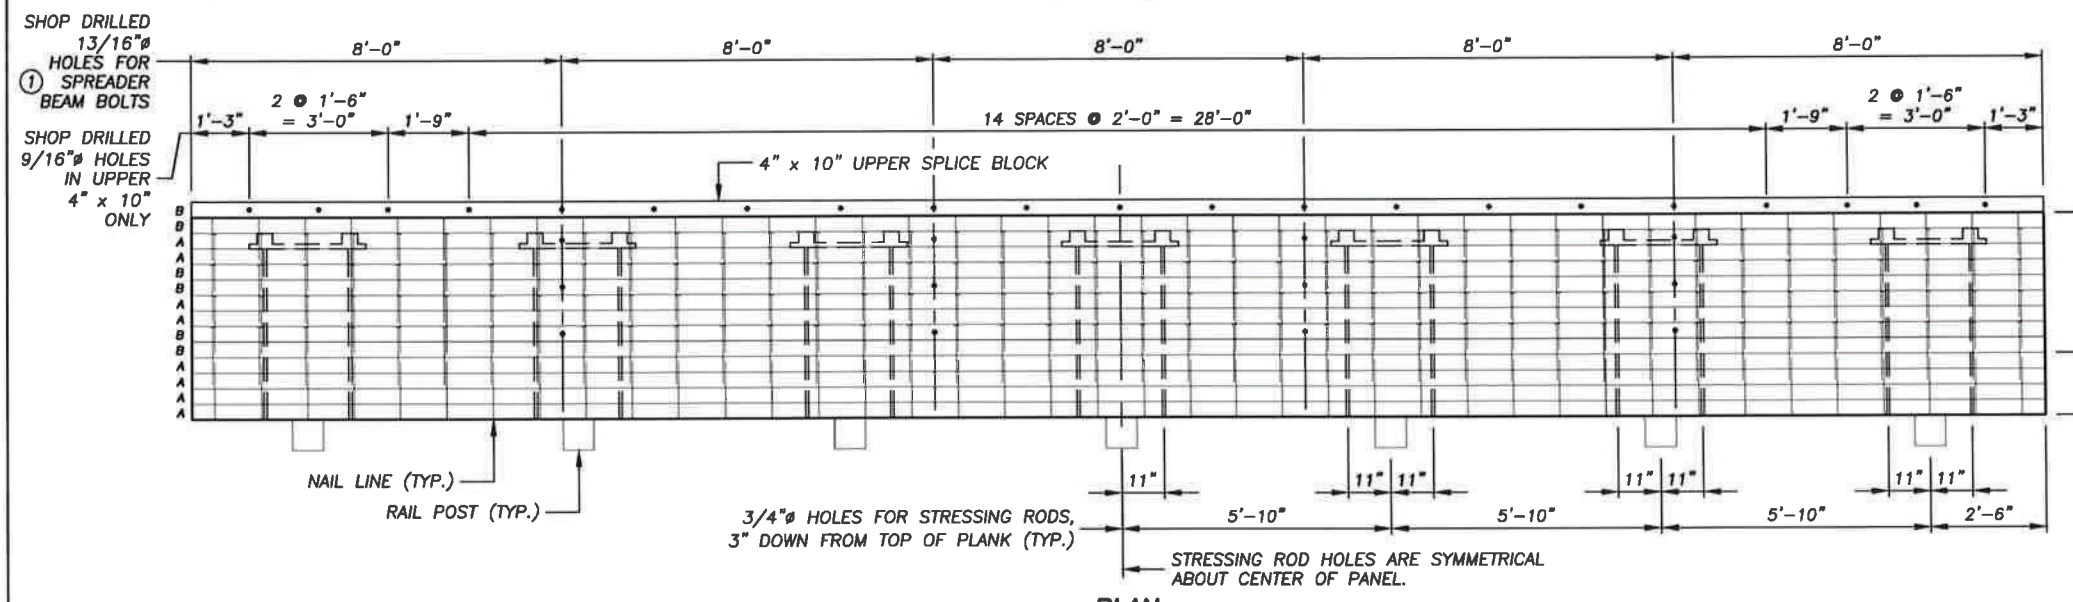 SHOP DRILLED
13/16"ø
HOLES FOR
① SPREADER
BEAM BOLTS
8'-0"
8'-0"
8'-0"
8'-0"
8'-0"
1'-3"
2 @ 1'-6"
= 3'-0"
1'-9"
14 SPACES @ 2'-0" = 28'-0"
1'-9"
2 @ 1'-6"
= 3'-0"
1'-3"
SHOP DRILLED
9/16"ø HOLES
IN UPPER
4" x 10"
ONLY
4" x 10" UPPER SPLICE BLOCK
B
B
A
A
B
B
A
A
B
B
A
A
A
A
NAIL LINE (TYP.)
RAIL POST (TYP.)
11"
11"
11"
11"
11"
11"
11"
3/4"ø HOLES FOR STRESSING RODS,
3" DOWN FROM TOP OF PLANK (TYP.)
5'-10"
5'-10"
5'-10"
2'-6"
STRESSING ROD HOLES ARE SYMMETRICAL
ABOUT CENTER OF PANEL.
PLAN